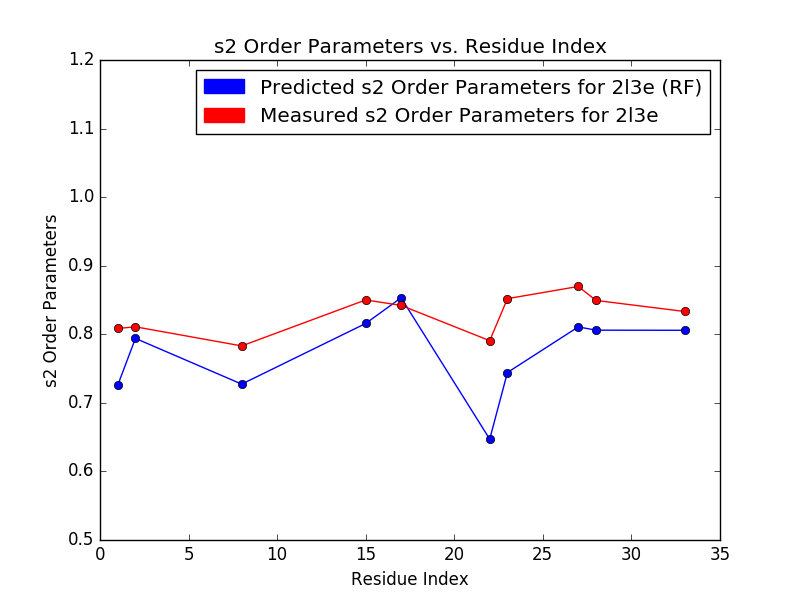 s2 Order Parameters vs. Residue Index
Predicted s2 Order Parameters for 2l3e (RF)
Measured s2 Order Parameters for 2l3e
1.2
1.1
1.0
0.9
0.8
0.7
0.6
0.5
s2 Order Parameters
0 5 10 15 20 25 30 35
Residue Index